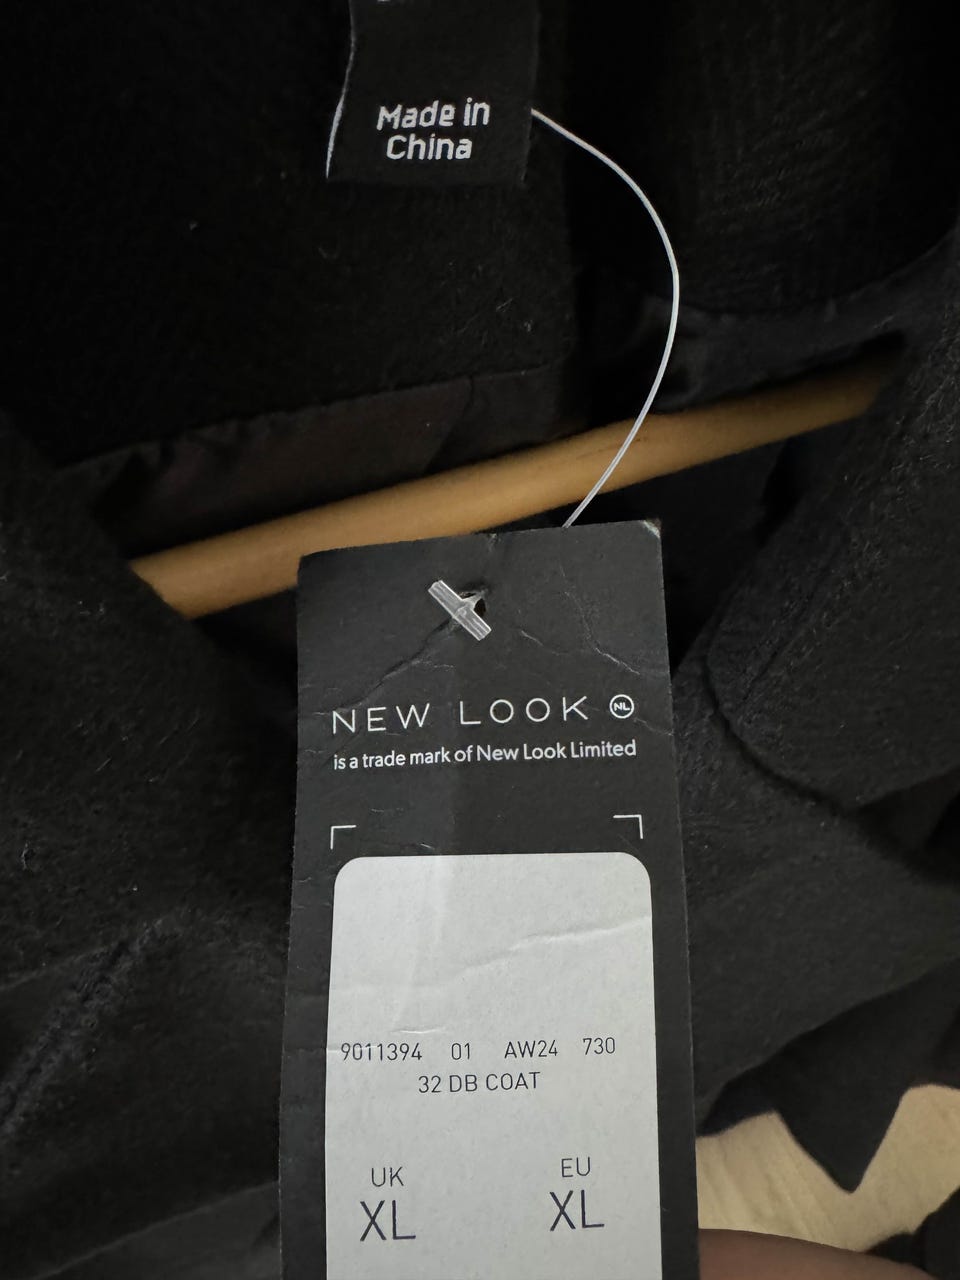 Made in
China
NEW LOOK NL
is a trade mark of New Look Limited
9011394 01 AW24 730
32 DB COAT
UK EU
XL XL